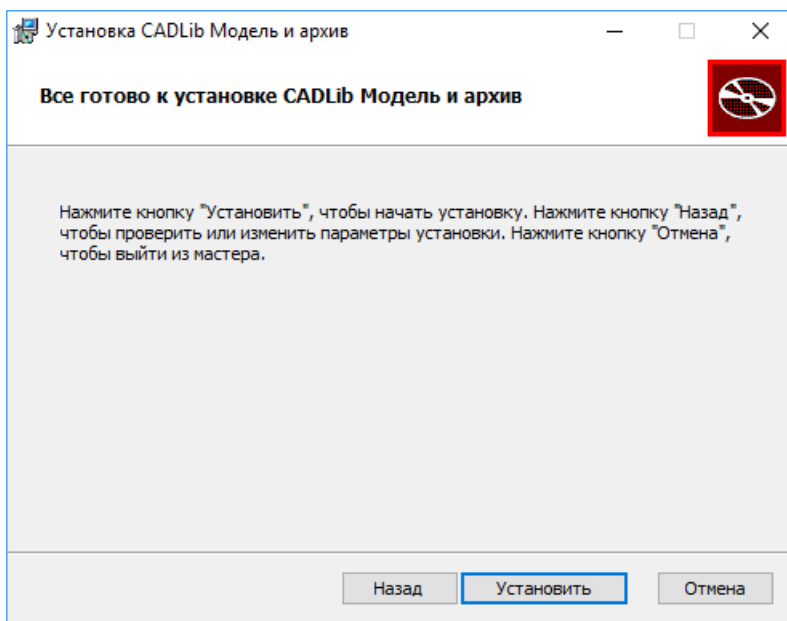 Установка CADLib Модель и архив
Все готово к установке CADLib Модель и архив
Нажмите кнопку "Установить", чтобы начать установку. Нажмите кнопку "Назад",
чтобы проверить или изменить параметры установки. Нажмите кнопку "Отмена",
чтобы выйти из мастера.
Назад
Установить
Отмена